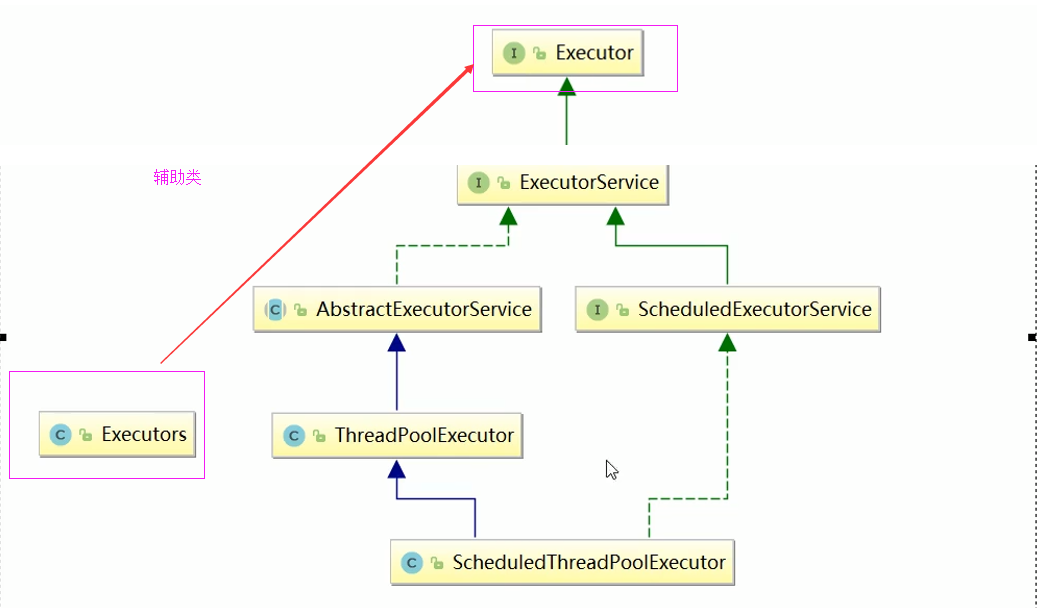 I Executor
辅助类
I ExecutorService
C AbstractExecutorService
I ScheduledExecutorService
C Executors
C ThreadPoolExecutor
C ScheduledThreadPoolExecutor